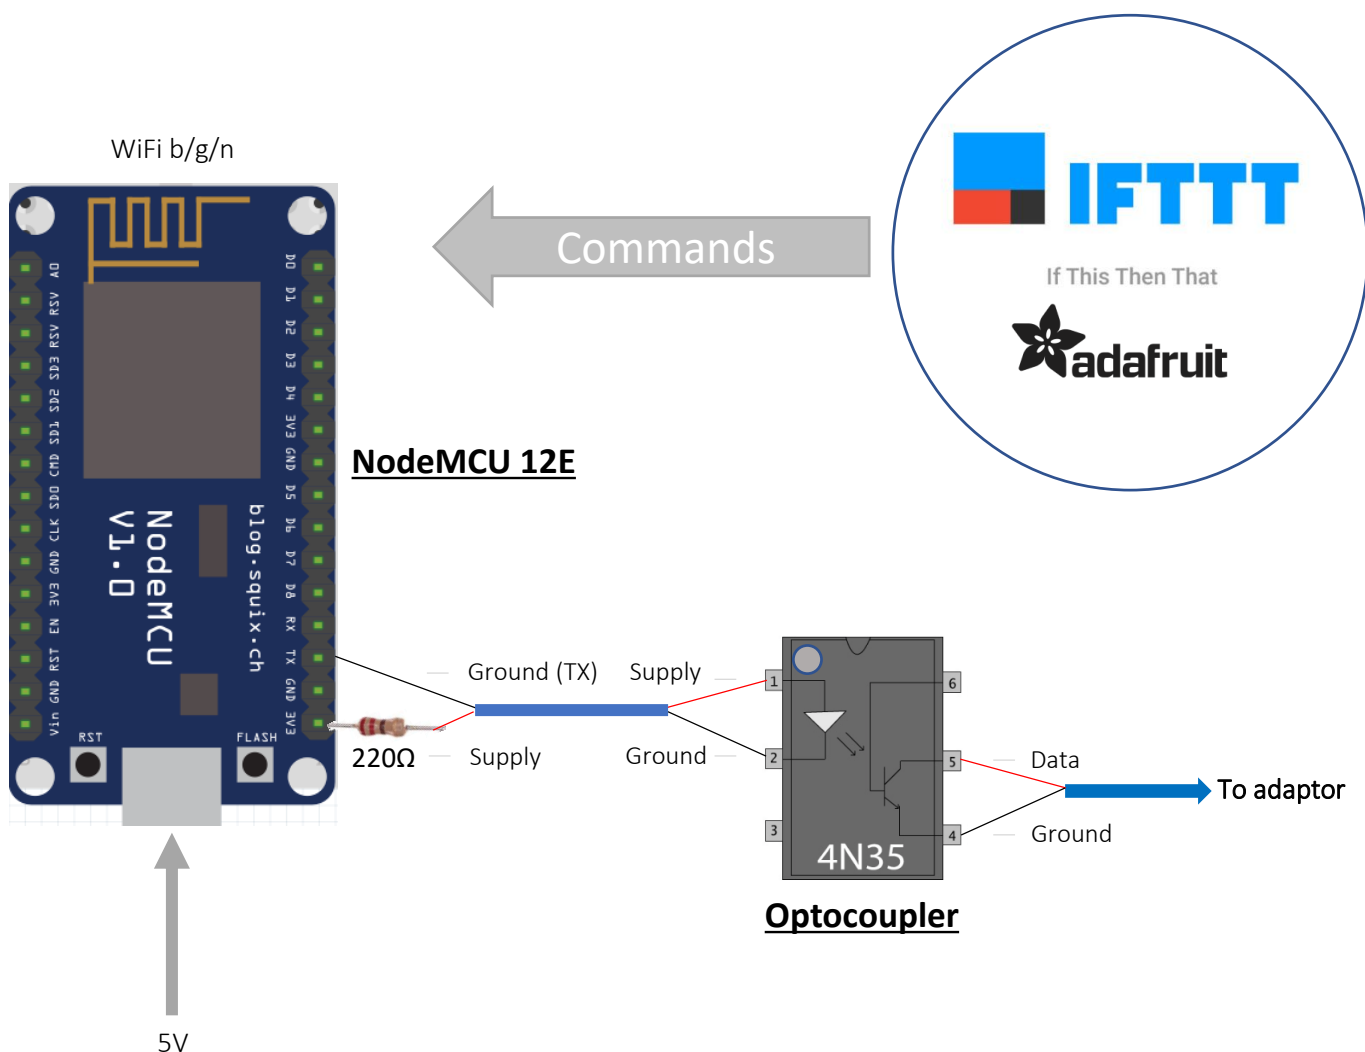 WiFi b/g/n
IFTTT
If This Then That
adafruit
Commands
A0
RSV
RSV
SD3
SD2
SD1
CMD
SD0
CLK
GND
3V3
EN
RST
GND
Vin
D0
D1
D2
D3
D4
3V3
GND
D5
D6
D7
D8
RX
TX
GND
3V3
NodeMCU
V1.0
blog.squix.ch
RST
FLASH
NodeMCU 12E
Ground (TX)
Supply
220Ω
Supply
Ground
1
2
3
6
5
4
4N35
Data
Ground
To adaptor
Optocoupler
5V